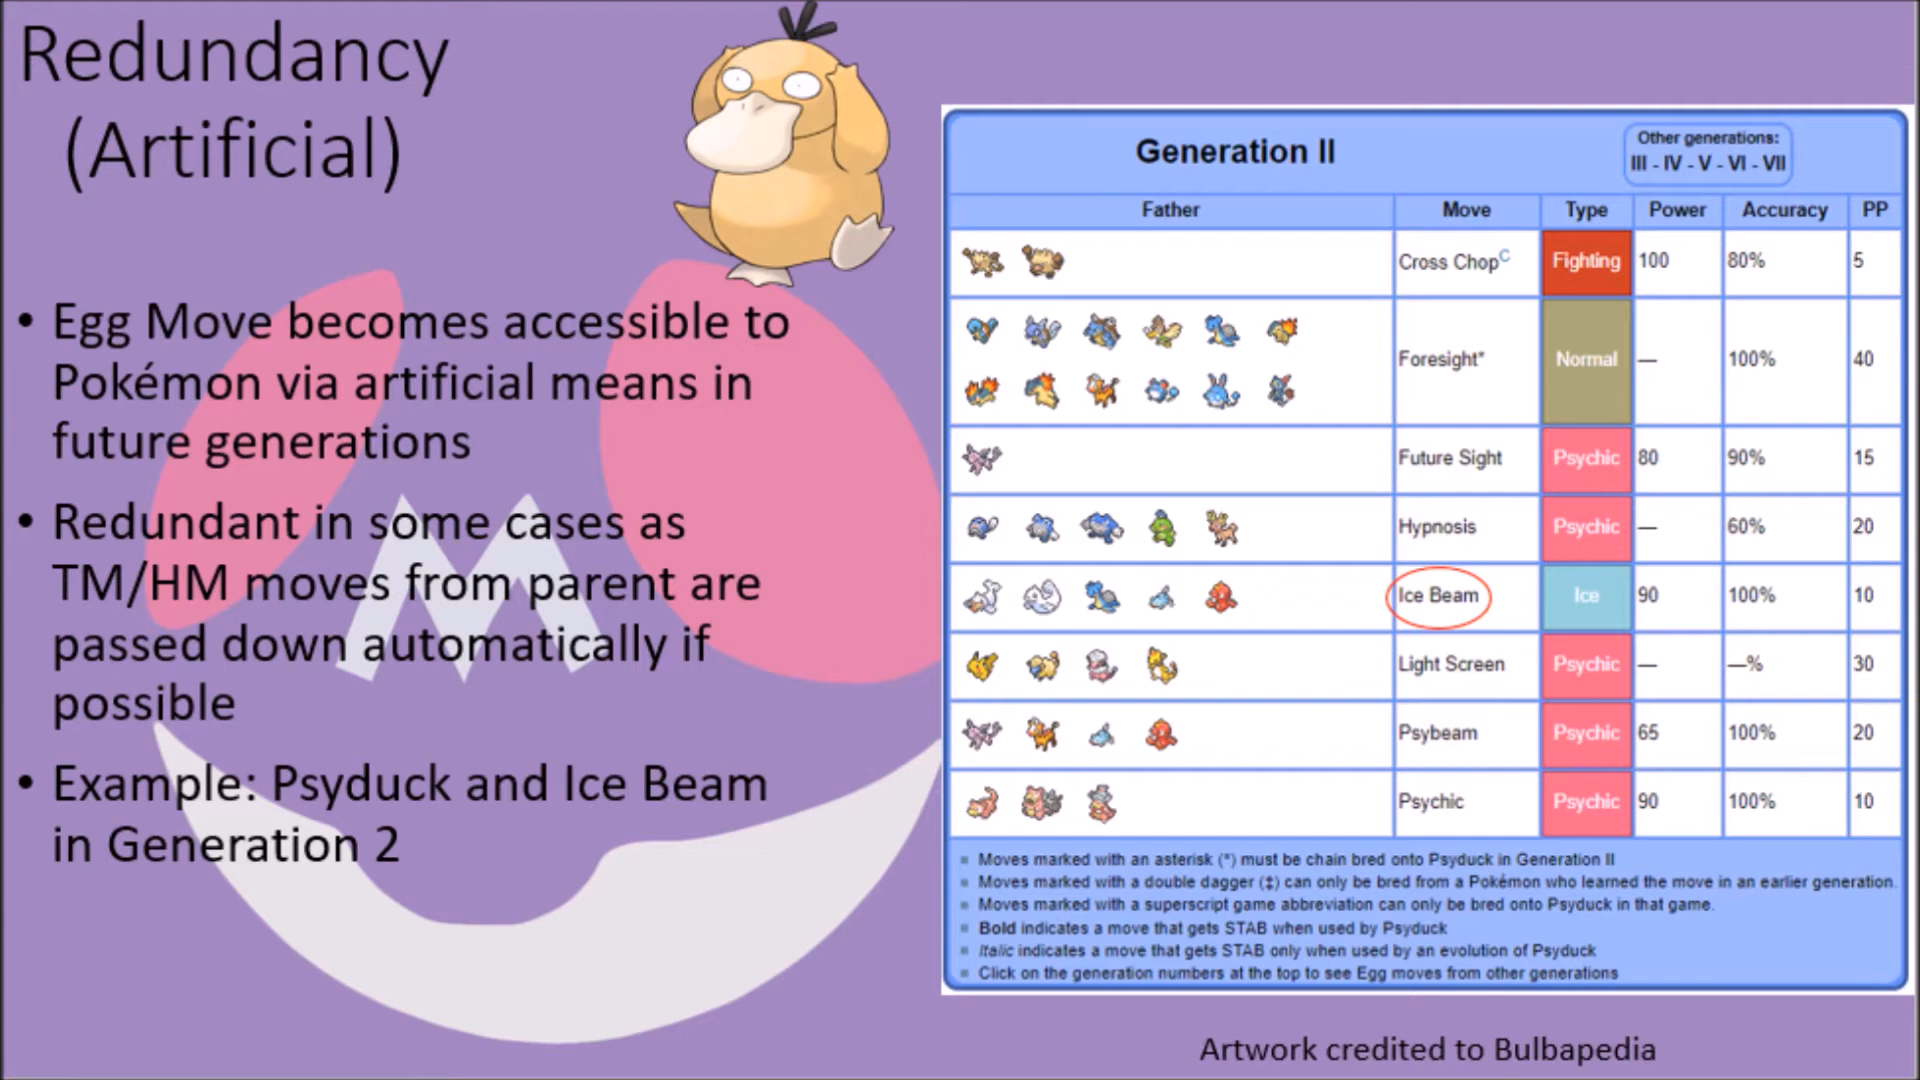 Redundancy
(Artificial)
• Egg Move becomes accessible to
Pokémon via artificial means in
future generations
• Redundant in some cases as
TM/HM moves from parent are
passed down automatically if
possible
• Example: Psyduck and Ice Beam
in Generation 2
Generation II
Other generations:
III - IV - V - VI - VII
Father Move Type Power Accuracy PP
Cross Chop C Fighting 100 80% 5
Foresight* Normal — 100% 40
Future Sight Psychic 80 90% 15
Hypnosis Psychic — 60% 20
Ice Beam Ice 90 100% 10
Light Screen Psychic — —% 30
Psybeam Psychic 65 100% 20
Psychic Psychic 90 100% 10
Moves marked with an asterisk (*) must be chain bred onto Psyduck in Generation II
Moves marked with a double dagger (‡) can only be bred from a Pokémon who learned the move in an earlier generation.
Moves marked with a superscript game abbreviation can only be bred onto Psyduck in that game.
Bold indicates a move that gets STAB when used by Psyduck
Italic indicates a move that gets STAB only when used by an evolution of Psyduck
Click on the generation numbers at the top to see Egg moves from other generations
Artwork credited to Bulbapedia